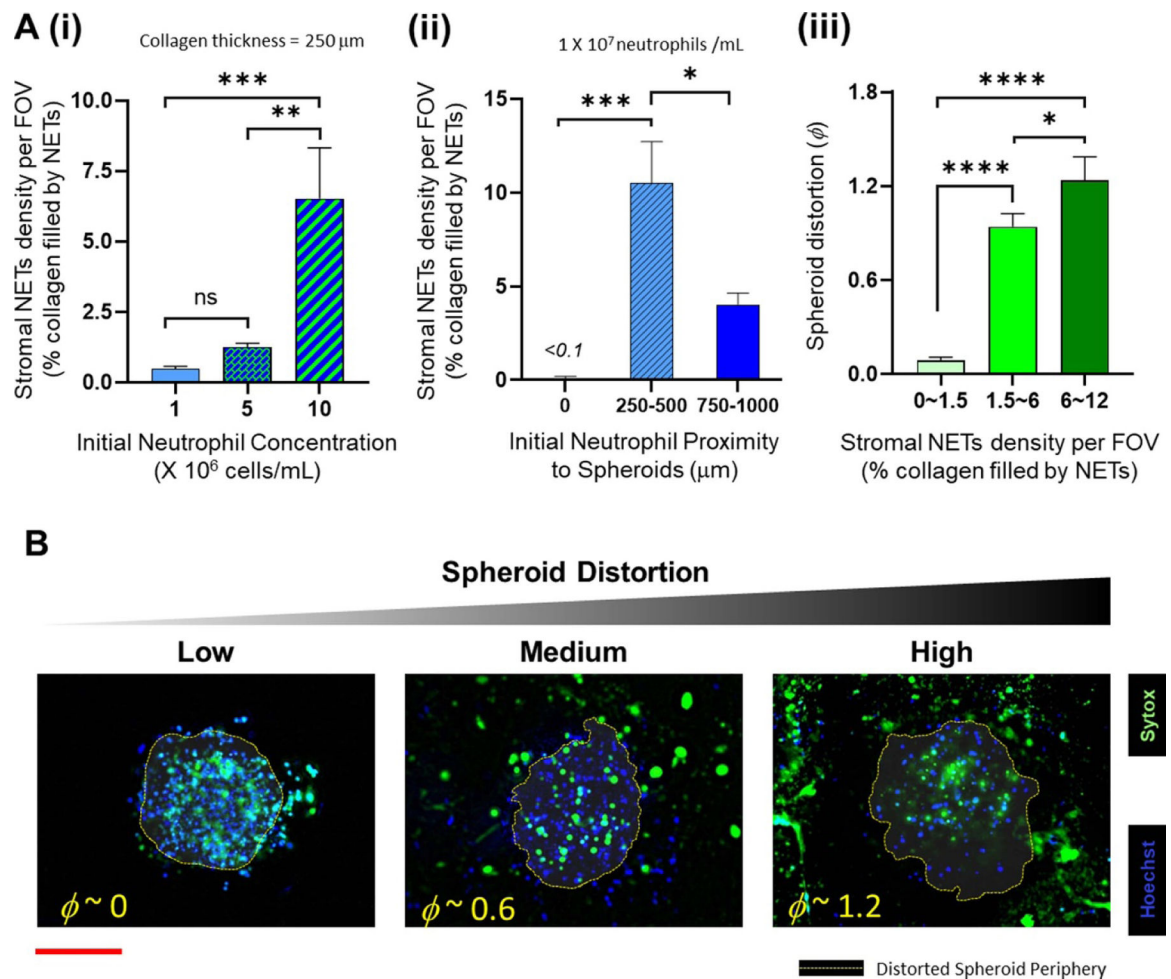 A (i)
Collagen thickness = 250 μm
Stromal NETs density per FOV
(% collagen filled by NETs)
10.0
7.5
5.0
2.5
0.0
***
**
ns
1 5 10
Initial Neutrophil Concentration
(X 10⁶ cells/mL)
(ii)
1 X 10⁷ neutrophils /mL
Stromal NETs density per FOV
(% collagen filled by NETs)
15
10
5
0
***
*
<0.1
0 250-500 750-1000
Initial Neutrophil Proximity
to Spheroids (μm)
(iii)
Spheroid distortion (ϕ)
1.8
1.2
0.6
0.0
****
*
****
0~1.5 1.5~6 6~12
Stromal NETs density per FOV
(% collagen filled by NETs)
B
Spheroid Distortion
Low Medium High
ϕ ~ 0
ϕ ~ 0.6
ϕ ~ 1.2
Sytox
Hoechst
Distorted Spheroid Periphery